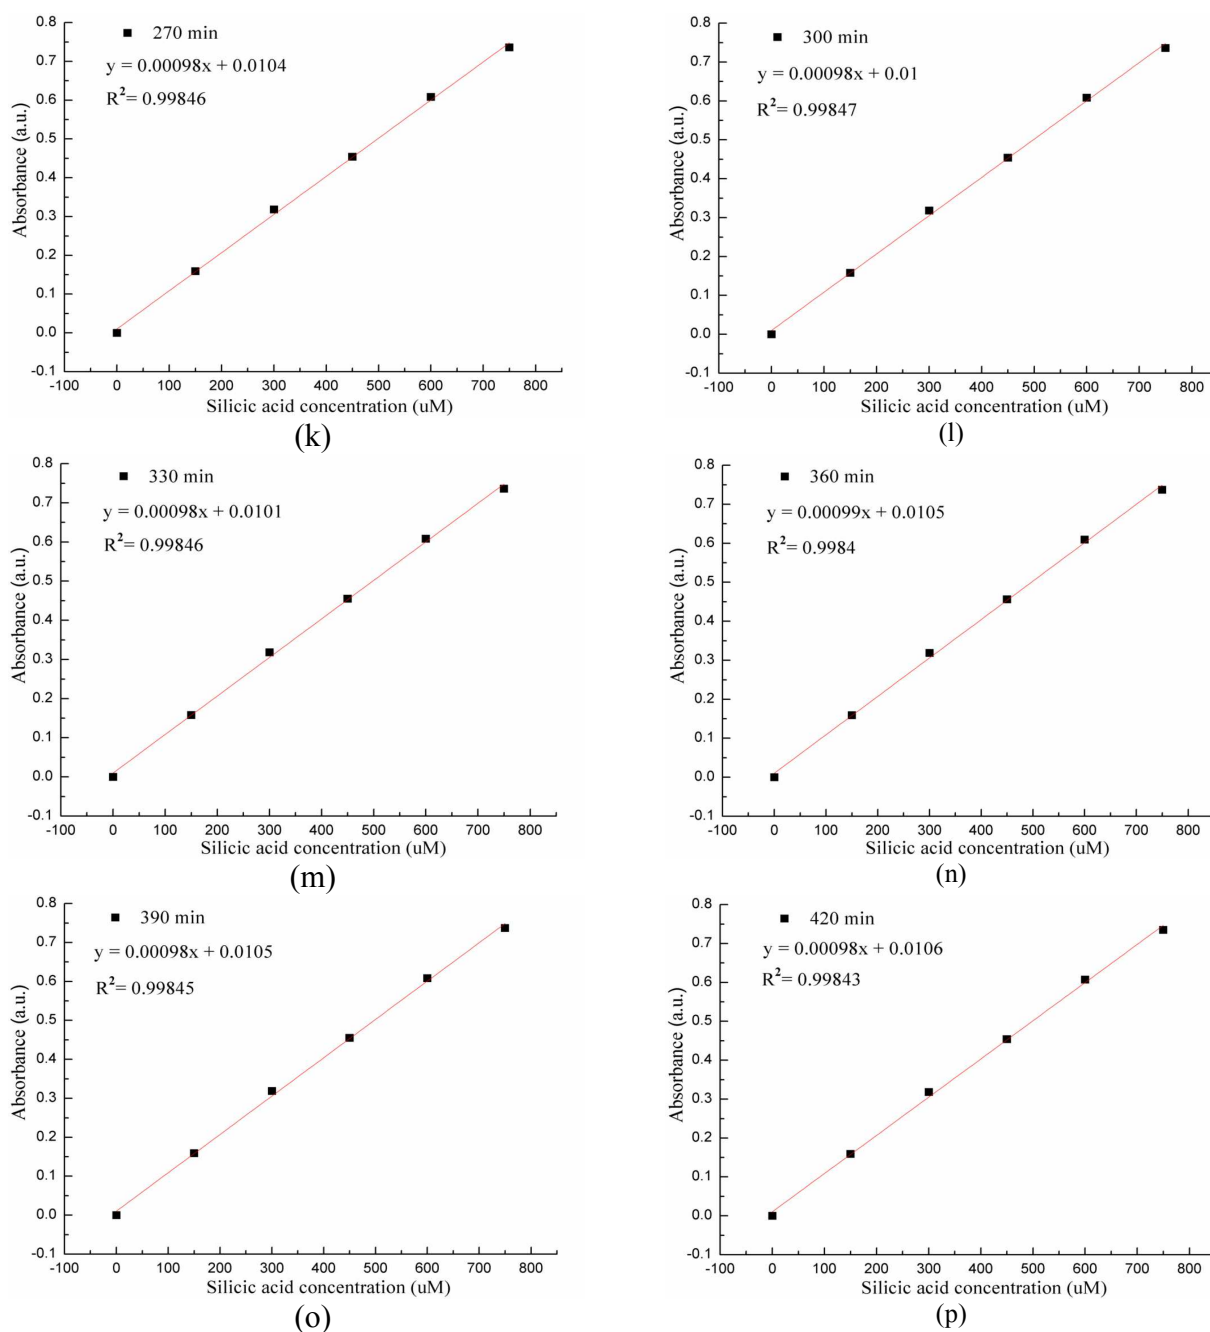 270 min
y = 0.00098x + 0.0104
R²= 0.99846
Absorbance (a.u.)
0.8
0.7
0.6
0.5
0.4
0.3
0.2
0.1
0.0
-0.1
-100 0 100 200 300 400 500 600 700 800
Silicic acid concentration (uM)
(k)
300 min
y = 0.00098x + 0.01
R²= 0.99847
Absorbance (a.u.)
0.8
0.7
0.6
0.5
0.4
0.3
0.2
0.1
0.0
-0.1
-100 0 100 200 300 400 500 600 700 800
Silicic acid concentration (uM)
(l)
330 min
y = 0.00098x + 0.0101
R²= 0.99846
Absorbance (a.u.)
0.8
0.7
0.6
0.5
0.4
0.3
0.2
0.1
0.0
-0.1
-100 0 100 200 300 400 500 600 700 800
Silicic acid concentration (uM)
(m)
360 min
y = 0.00099x + 0.0105
R²= 0.9984
Absorbance (a.u.)
0.8
0.7
0.6
0.5
0.4
0.3
0.2
0.1
0.0
-0.1
-100 0 100 200 300 400 500 600 700 800
Silicic acid concentration (uM)
(n)
390 min
y = 0.00098x + 0.0105
R²= 0.99845
Absorbance (a.u.)
0.8
0.7
0.6
0.5
0.4
0.3
0.2
0.1
0.0
-0.1
-100 0 100 200 300 400 500 600 700 800
Silicic acid concentration (uM)
(o)
420 min
y = 0.00098x + 0.0106
R²= 0.99843
Absorbance (a.u.)
0.8
0.7
0.6
0.5
0.4
0.3
0.2
0.1
0.0
-0.1
-100 0 100 200 300 400 500 600 700 800
Silicic acid concentration (uM)
(p)